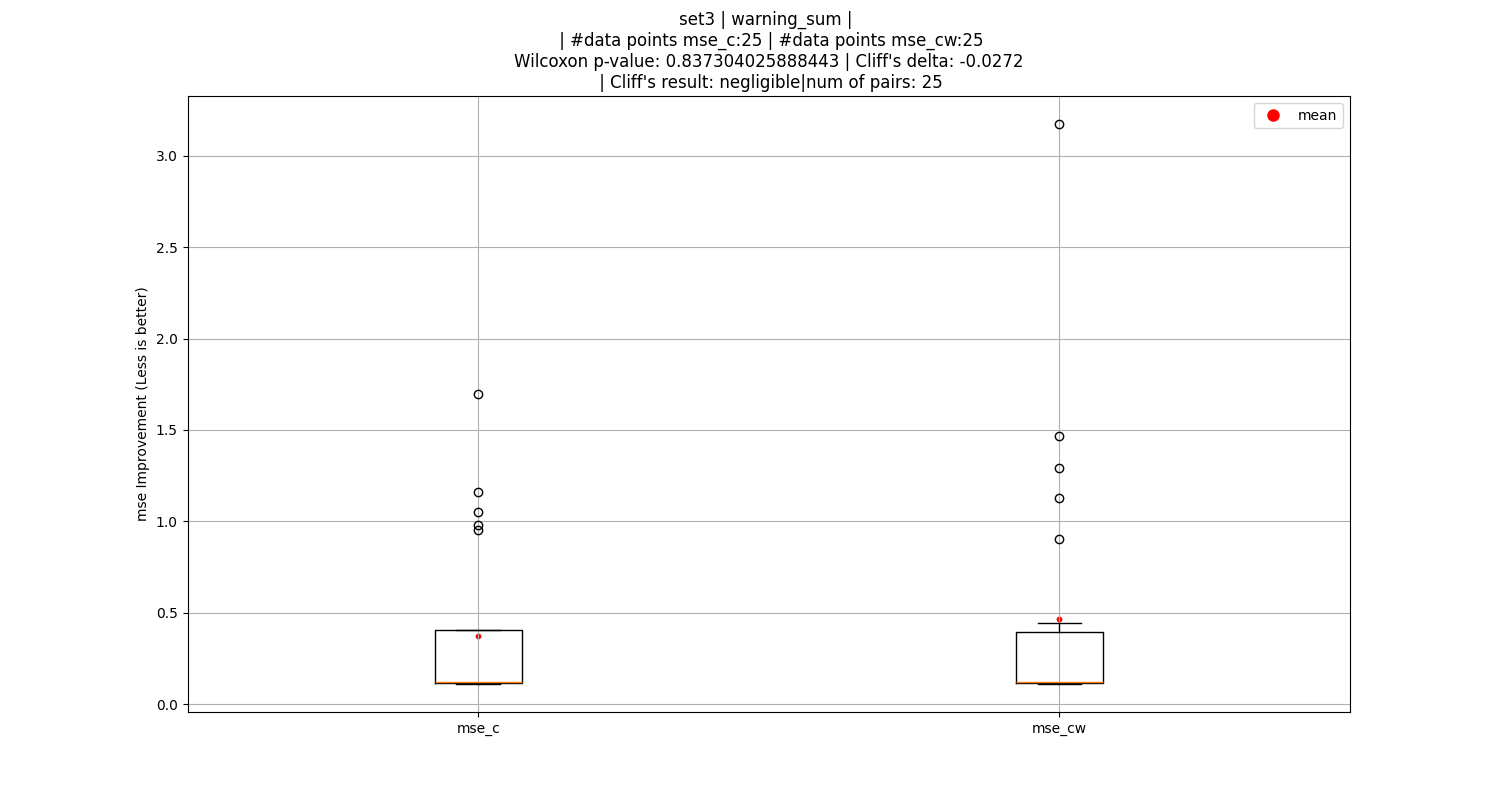 set3 | warning_sum |
| #data points mse_c:25 | #data points mse_cw:25
Wilcoxon p-value: 0.837304025888443 | Cliff's delta: -0.0272
| Cliff's result: negligible|num of pairs: 25
mean
3.0
2.5
2.0
1.5
1.0
0.5
0.0
mse Improvement (Less is better)
mse_c
mse_cw